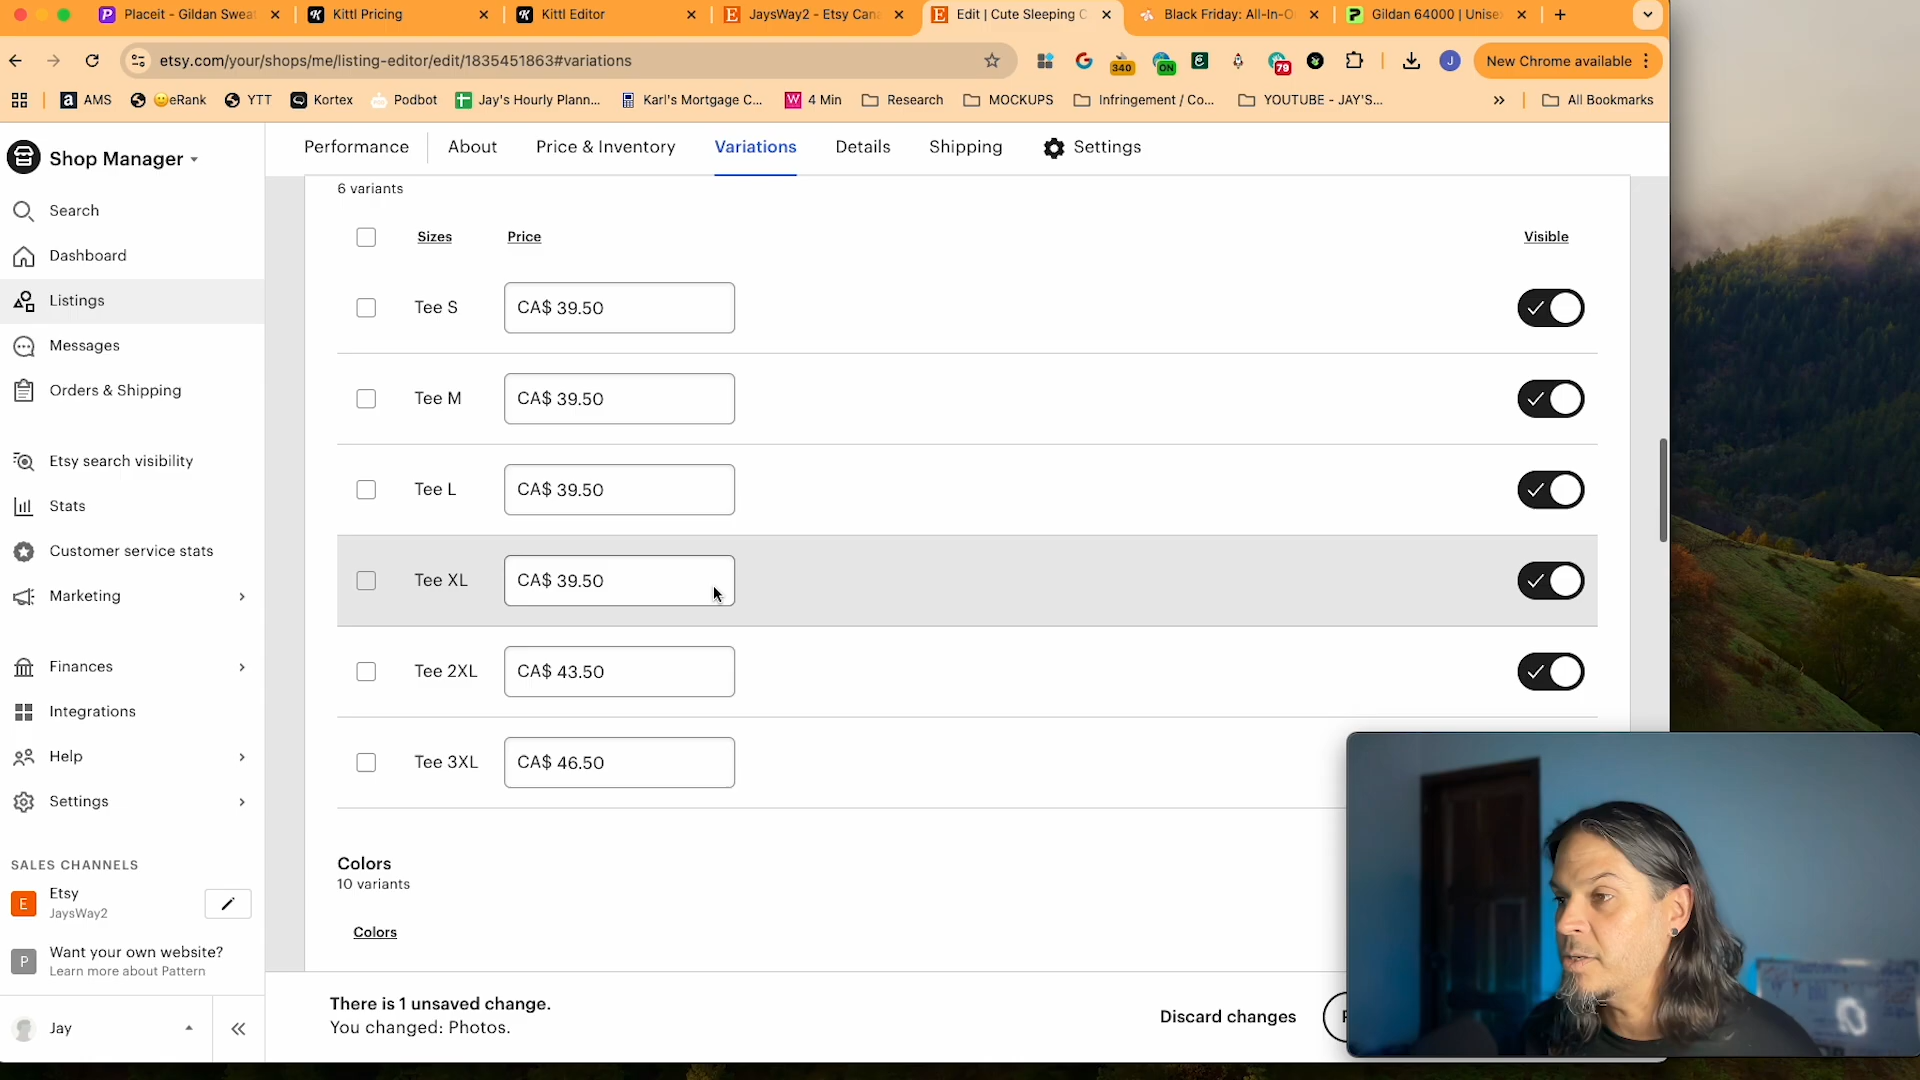 Placeit - Gildan Sweat
Kittl Pricing
Kittl Editor
JaysWay2 - Etsy Can
Edit | Cute Sleeping C
Black Friday: All-In-O
Gildan 64000 | Unise
etsy.com/your/shops/me/listing-editor/edit/1835451863#variations
340
ON
79
J
New Chrome available
AMS
eRank
YTT
Kortex
Podbot
Jay's Hourly Plann...
Karl's Mortgage C...
4 Min
Research
MOCKUPS
Infringement / Co...
YOUTUBE - JAY'S...
All Bookmarks
Shop Manager
Search
Dashboard
Listings
Messages
Orders & Shipping
Etsy search visibility
Stats
Customer service stats
Marketing
Finances
Integrations
Help
Settings
SALES CHANNELS
E
Etsy
JaysWay2
P
Want your own website?
Learn more about Pattern
Jay
Performance
About
Price & Inventory
Variations
Details
Shipping
Settings
6 variants
Sizes
Price
Visible
Tee S
CA$ 39.50
Tee M
CA$ 39.50
Tee L
CA$ 39.50
Tee XL
CA$ 39.50
Tee 2XL
CA$ 43.50
Tee 3XL
CA$ 46.50
Colors
10 variants
Colors
There is 1 unsaved change.
You changed: Photos.
Discard changes